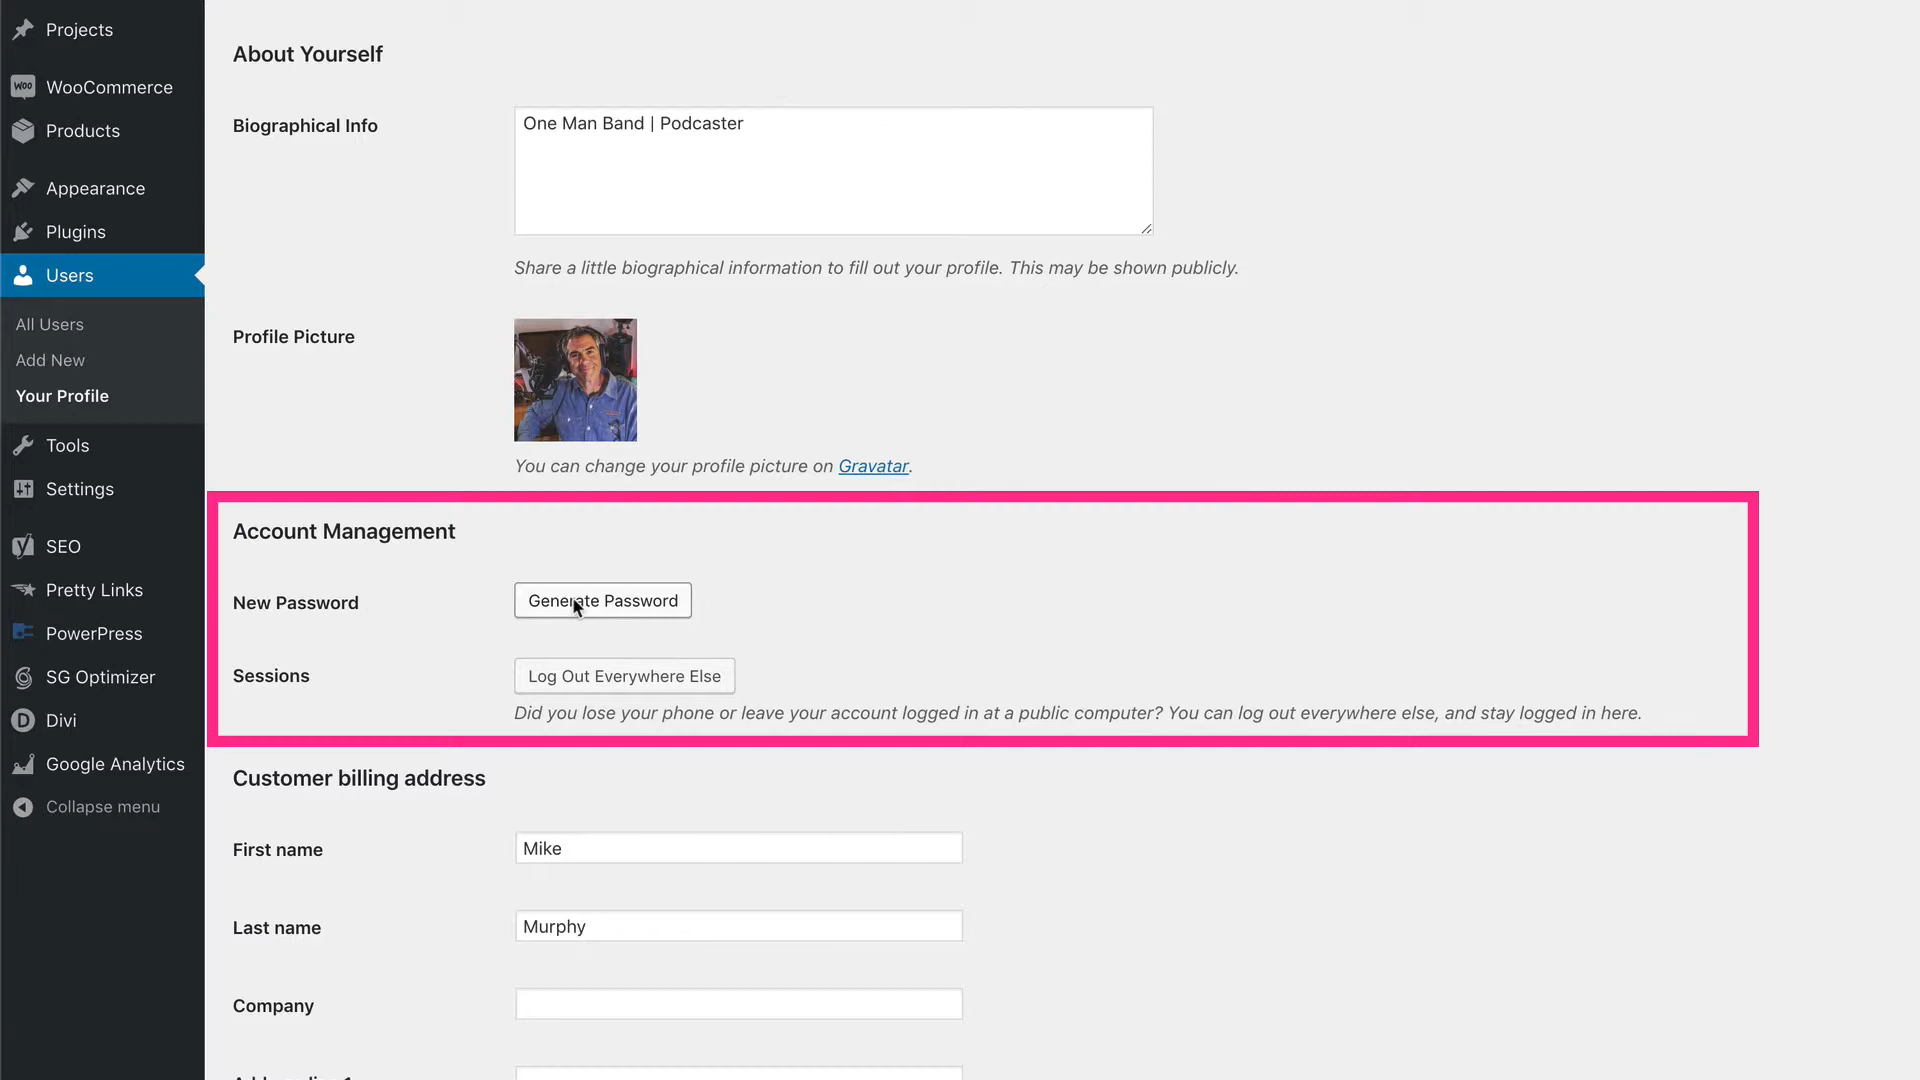 Projects
WooCommerce
Products
Appearance
Plugins
Users
All Users
Add New
Your Profile
Tools
Settings
SEO
Pretty Links
PowerPress
SG Optimizer
Divi
Google Analytics
Collapse menu
About Yourself
Biographical Info
One Man Band | Podcaster
Share a little biographical information to fill out your profile. This may be shown publicly.
Profile Picture
You can change your profile picture on Gravatar.
Account Management
New Password
Generate Password
Sessions
Log Out Everywhere Else
Did you lose your phone or leave your account logged in at a public computer? You can log out everywhere else, and stay logged in here.
Customer billing address
First name
Mike
Last name
Murphy
Company